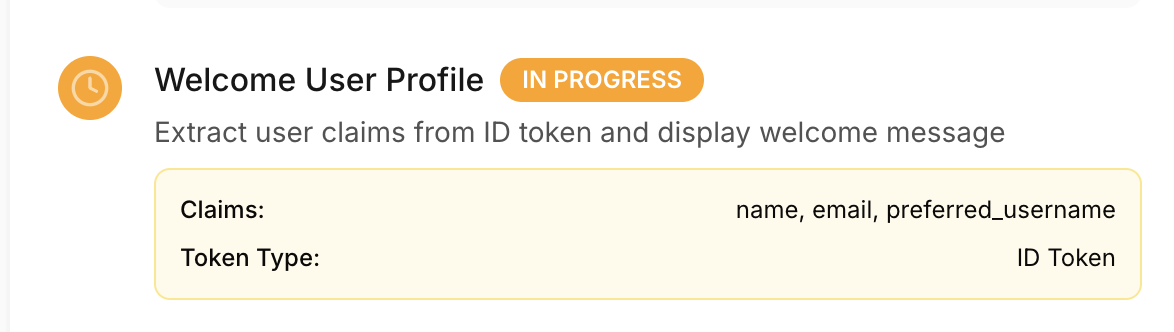 Welcome User Profile IN PROGRESS
Extract user claims from ID token and display welcome message
Claims: name, email, preferred_username
Token Type: ID Token